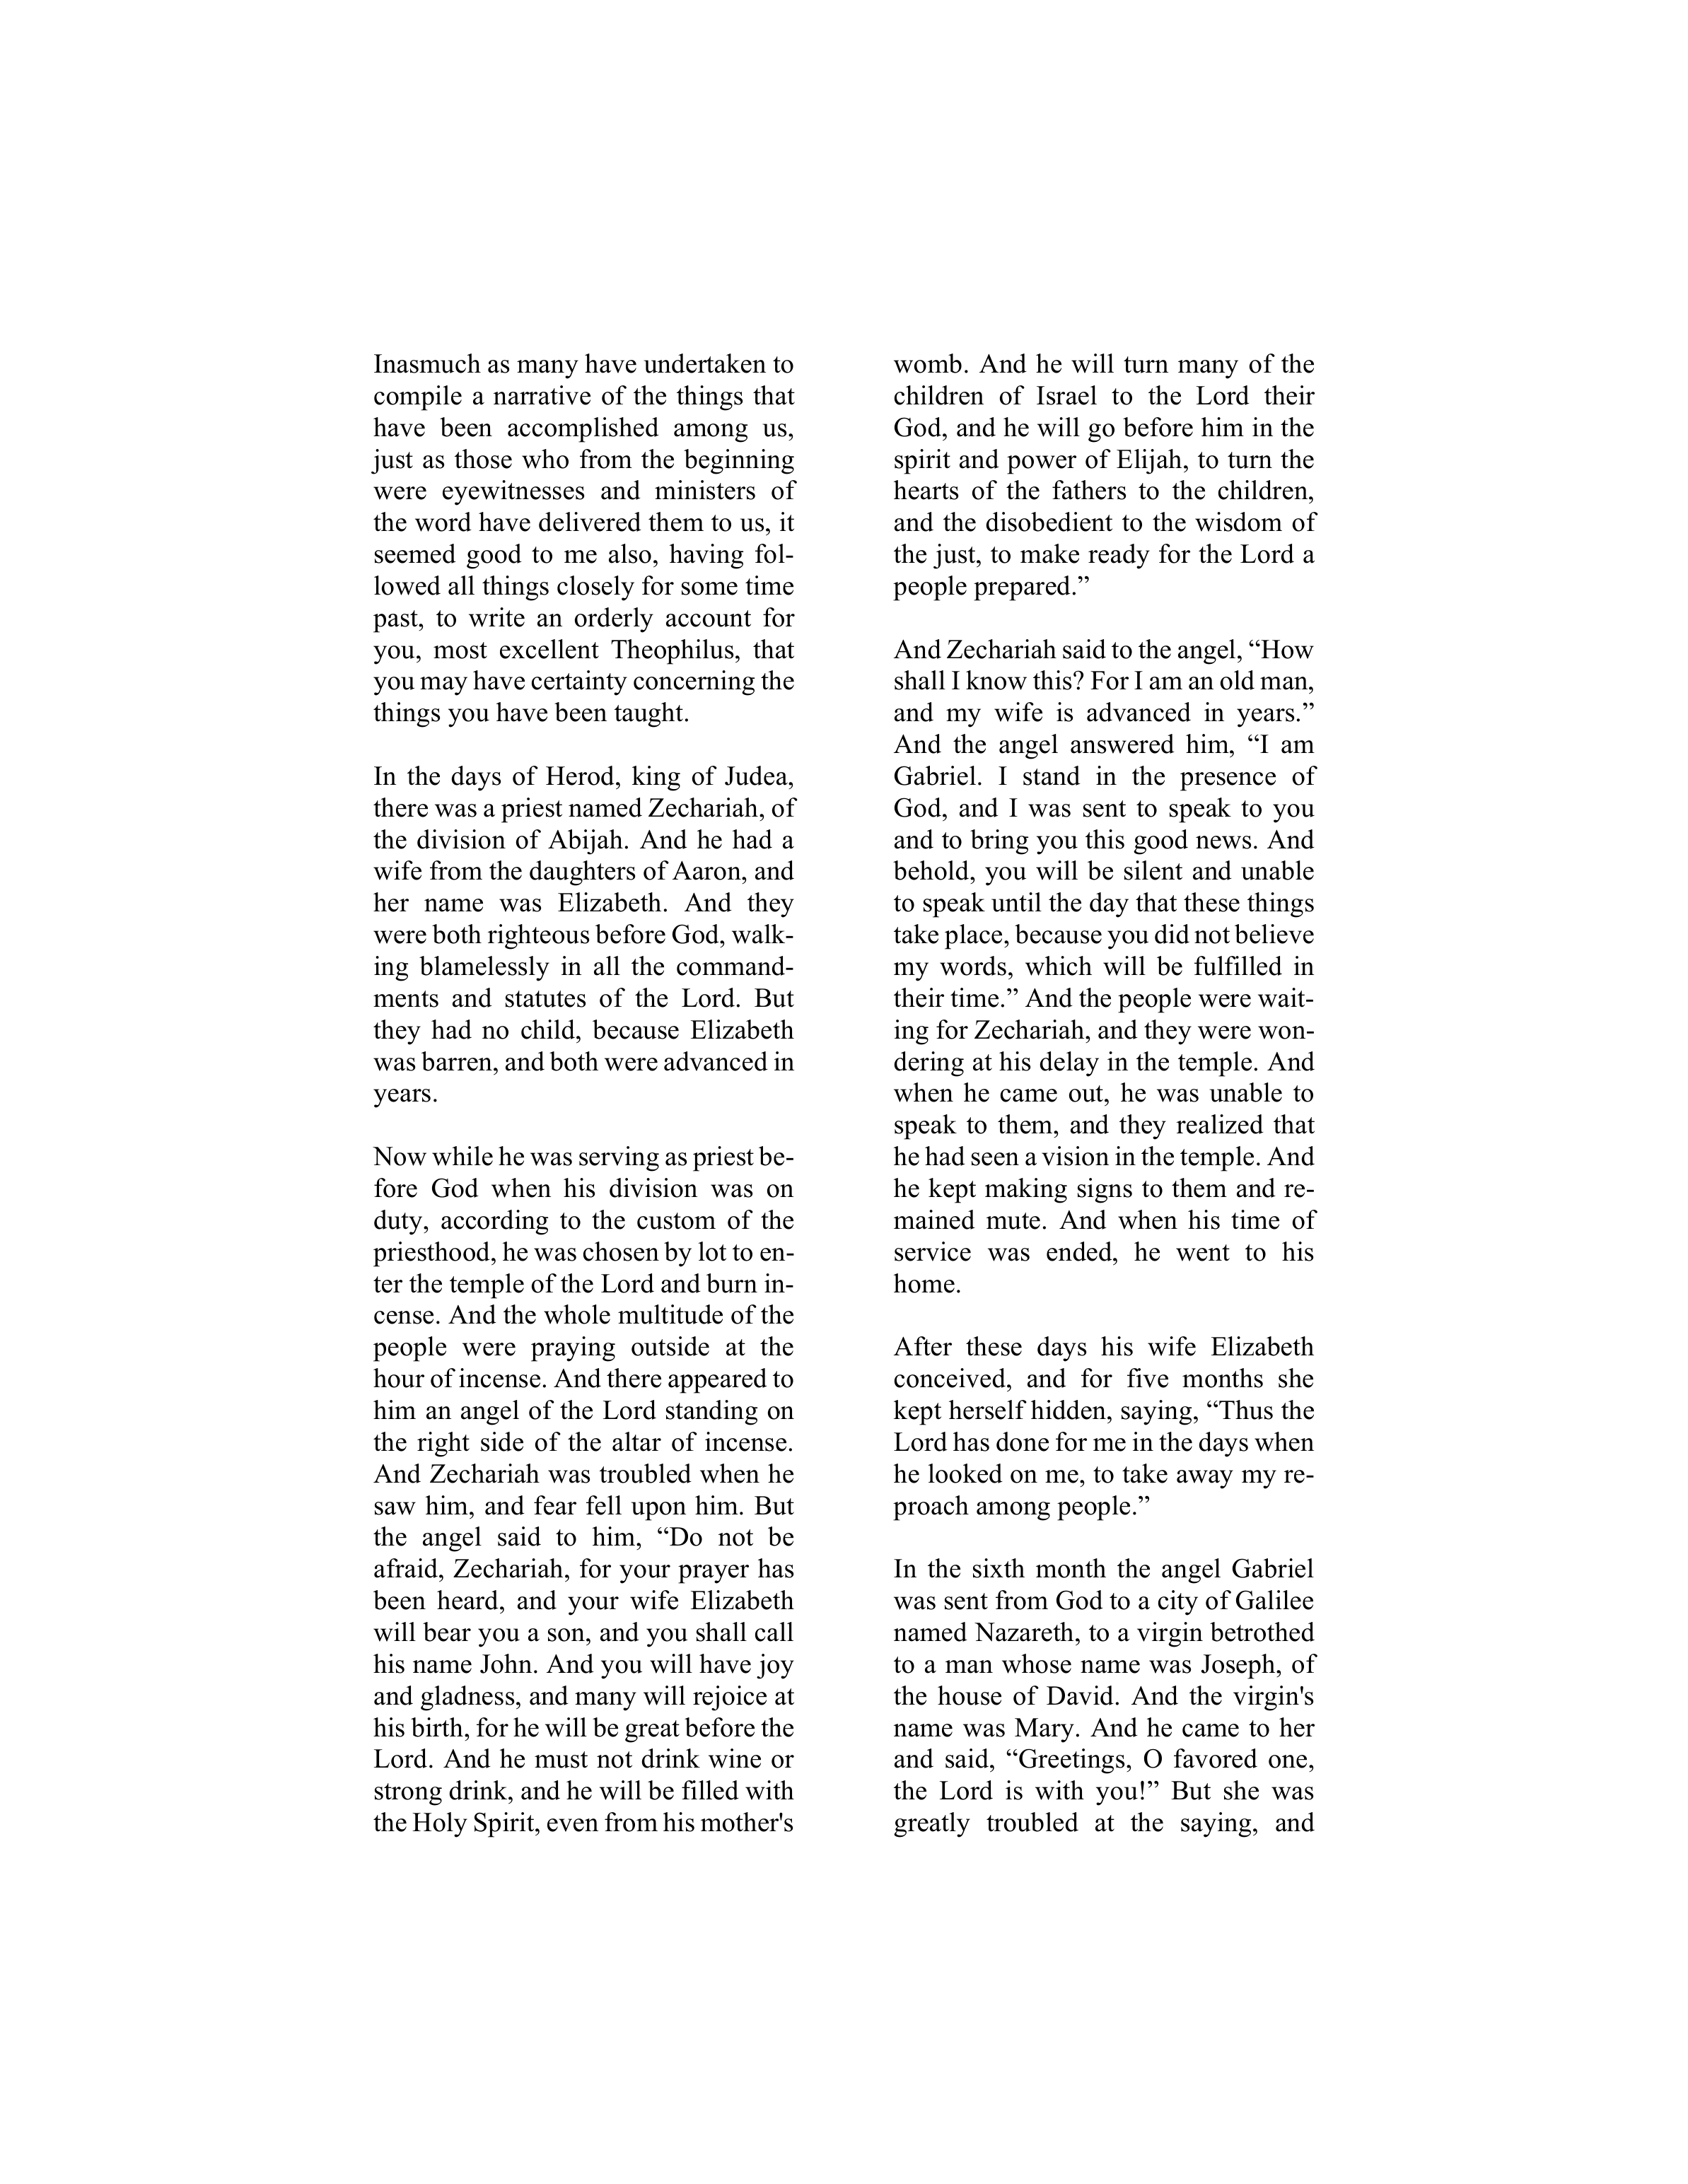 Inasmuch as many have undertaken to
compile a narrative of the things that
have been accomplished among us,
just as those who from the beginning
were eyewitnesses and ministers of
the word have delivered them to us, it
seemed good to me also, having fol-
lowed all things closely for some time
past, to write an orderly account for
you, most excellent Theophilus, that
you may have certainty concerning the
things you have been taught.

In the days of Herod, king of Judea,
there was a priest named Zechariah, of
the division of Abijah. And he had a
wife from the daughters of Aaron, and
her name was Elizabeth. And they
were both righteous before God, walk-
ing blamelessly in all the command-
ments and statutes of the Lord. But
they had no child, because Elizabeth
was barren, and both were advanced in
years.

Now while he was serving as priest be-
fore God when his division was on
duty, according to the custom of the
priesthood, he was chosen by lot to en-
ter the temple of the Lord and burn in-
cense. And the whole multitude of the
people were praying outside at the
hour of incense. And there appeared to
him an angel of the Lord standing on
the right side of the altar of incense.
And Zechariah was troubled when he
saw him, and fear fell upon him. But
the angel said to him, “Do not be
afraid, Zechariah, for your prayer has
been heard, and your wife Elizabeth
will bear you a son, and you shall call
his name John. And you will have joy
and gladness, and many will rejoice at
his birth, for he will be great before the
Lord. And he must not drink wine or
strong drink, and he will be filled with
the Holy Spirit, even from his mother's
womb. And he will turn many of the
children of Israel to the Lord their
God, and he will go before him in the
spirit and power of Elijah, to turn the
hearts of the fathers to the children,
and the disobedient to the wisdom of
the just, to make ready for the Lord a
people prepared.”

And Zechariah said to the angel, “How
shall I know this? For I am an old man,
and my wife is advanced in years.”
And the angel answered him, “I am
Gabriel. I stand in the presence of
God, and I was sent to speak to you
and to bring you this good news. And
behold, you will be silent and unable
to speak until the day that these things
take place, because you did not believe
my words, which will be fulfilled in
their time.” And the people were wait-
ing for Zechariah, and they were won-
dering at his delay in the temple. And
when he came out, he was unable to
speak to them, and they realized that
he had seen a vision in the temple. And
he kept making signs to them and re-
mained mute. And when his time of
service was ended, he went to his
home.

After these days his wife Elizabeth
conceived, and for five months she
kept herself hidden, saying, “Thus the
Lord has done for me in the days when
he looked on me, to take away my re-
proach among people.”

In the sixth month the angel Gabriel
was sent from God to a city of Galilee
named Nazareth, to a virgin betrothed
to a man whose name was Joseph, of
the house of David. And the virgin's
name was Mary. And he came to her
and said, “Greetings, O favored one,
the Lord is with you!” But she was
greatly troubled at the saying, and